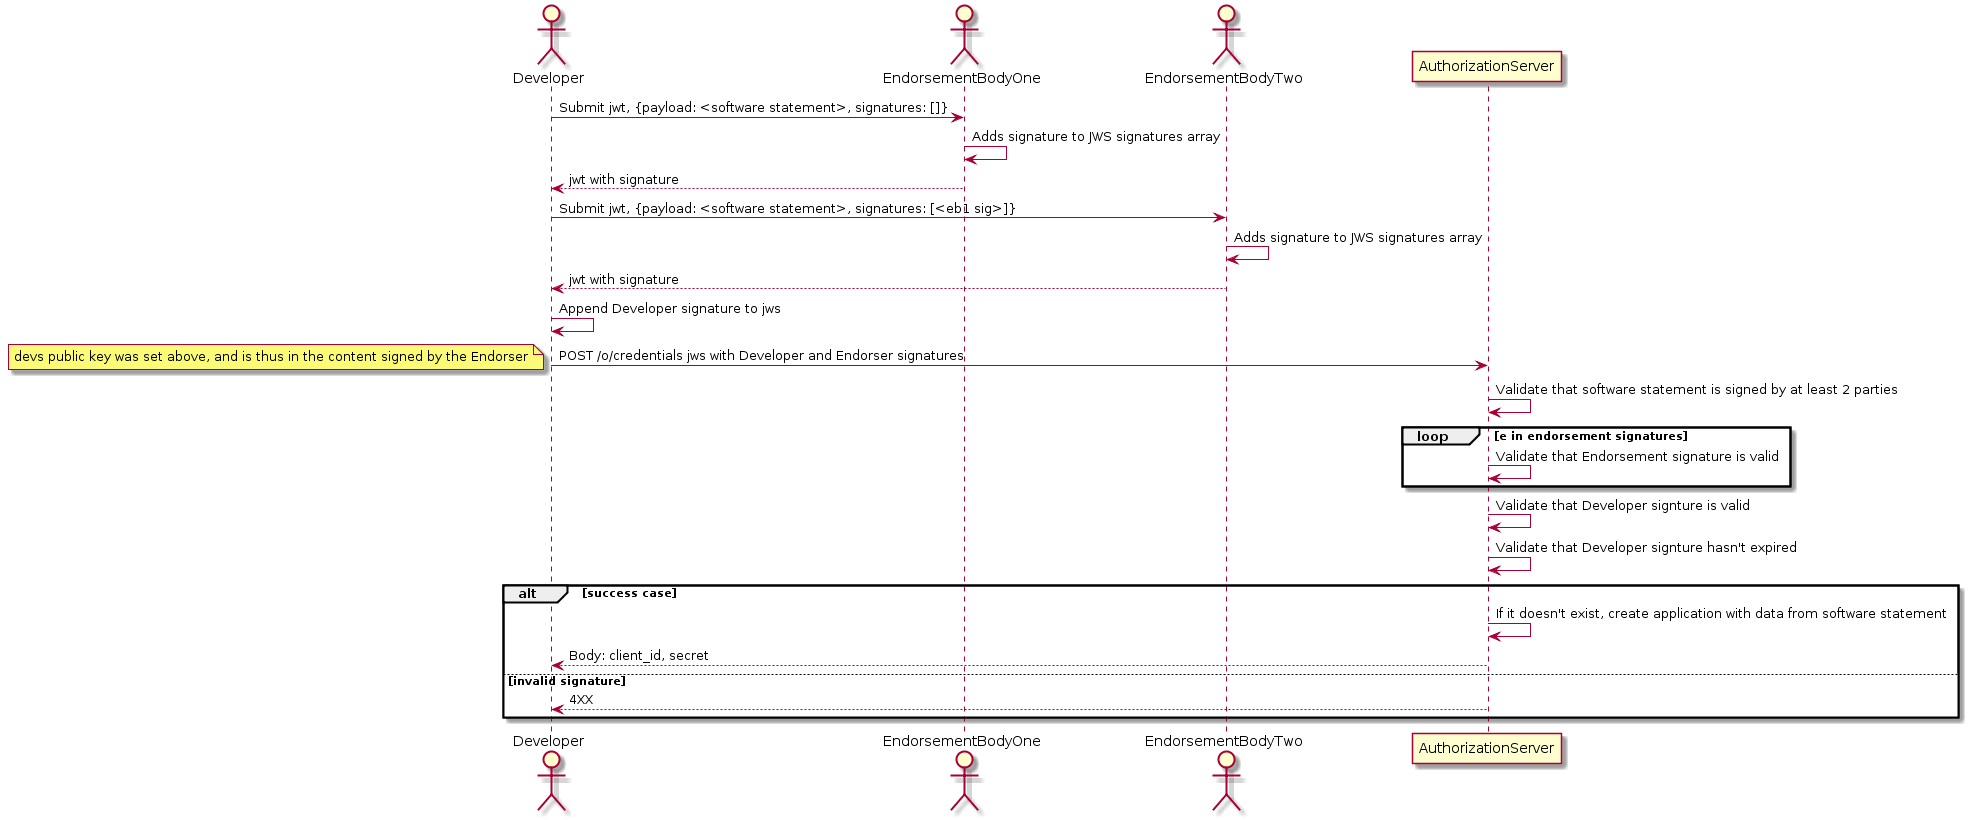 Developer
EndorsementBodyOne
EndorsementBodyTwo
AuthorizationServer
Submit jwt, {payload: <software statement>, signatures: []}
Adds signature to JWS signatures array
jwt with signature
Submit jwt, {payload: <software statement>, signatures: [<eb1 sig>]}
Adds signature to JWS signatures array
jwt with signature
Append Developer signature to jws
devs public key was set above, and is thus in the content signed by the Endorser
POST /o/credentials jws with Developer and Endorser signatures
Validate that software statement is signed by at least 2 parties
loop
[e in endorsement signatures]
Validate that Endorsement signature is valid
Validate that Developer signture is valid
Validate that Developer signture hasn't expired
alt
[success case]
If it doesn't exist, create application with data from software statement
Body: client_id, secret
[invalid signature]
4XX
Developer
EndorsementBodyOne
EndorsementBodyTwo
AuthorizationServer